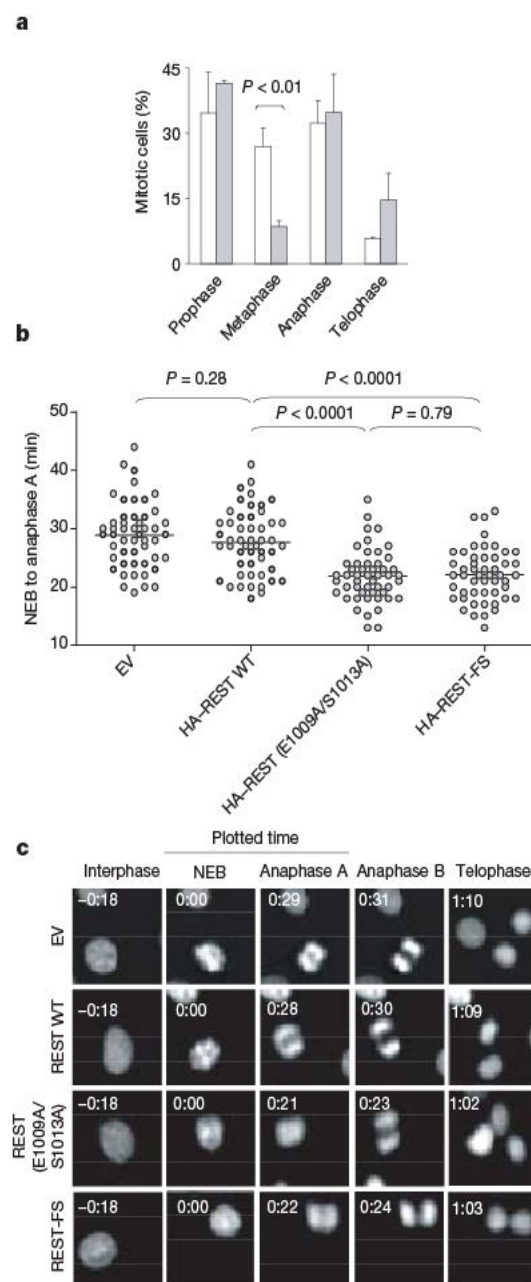 a
45
30
15
0
Mitotic cells (%)
P < 0.01
Prophase
Metaphase
Anaphase
Telophase
b
P = 0.28
P < 0.0001
P < 0.0001
P = 0.79
50
40
30
20
10
NEB to anaphase A (min)
EV
HA–REST WT
HA–REST (E1009A/S1013A)
HA–REST-FS
c
Plotted time
Interphase NEB Anaphase A Anaphase B Telophase
EV
–0:18 0:00 0:29 0:31 1:10
REST WT
–0:18 0:00 0:28 0:30 1:09
REST
(E1009A/
S1013A)
–0:18 0:00 0:21 0:23 1:02
REST-FS
–0:18 0:00 0:22 0:24 1:03